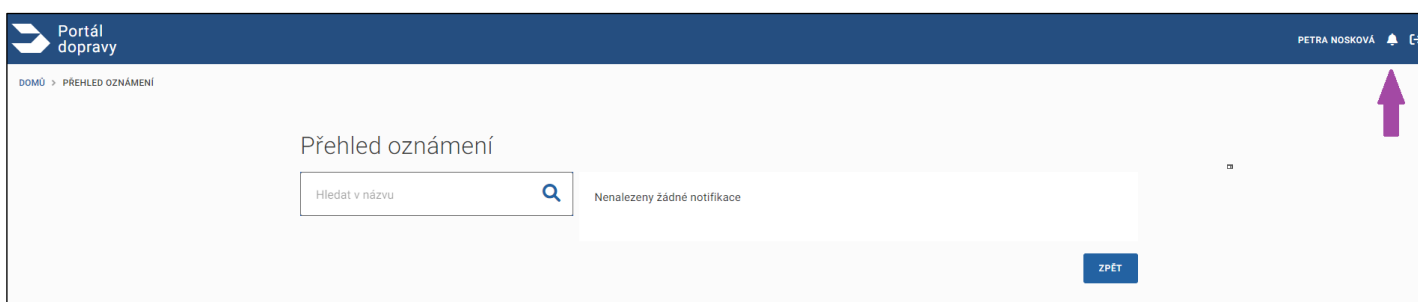 Portál
dopravy
PETRA NOSKOVÁ
DOMŮ > PŘEHLED OZNÁMENÍ
Přehled oznámení
Hledat v názvu
Nenalezeny žádné notifikace
ZPĚT